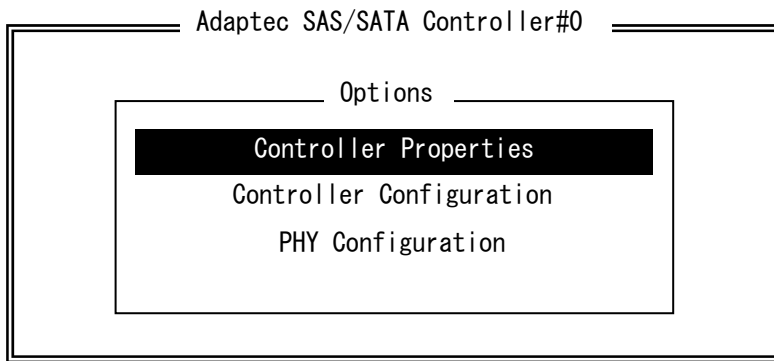 Adaptec SAS/SATA Controller#0
Options
Controller Properties
Controller Configuration
PHY Configuration